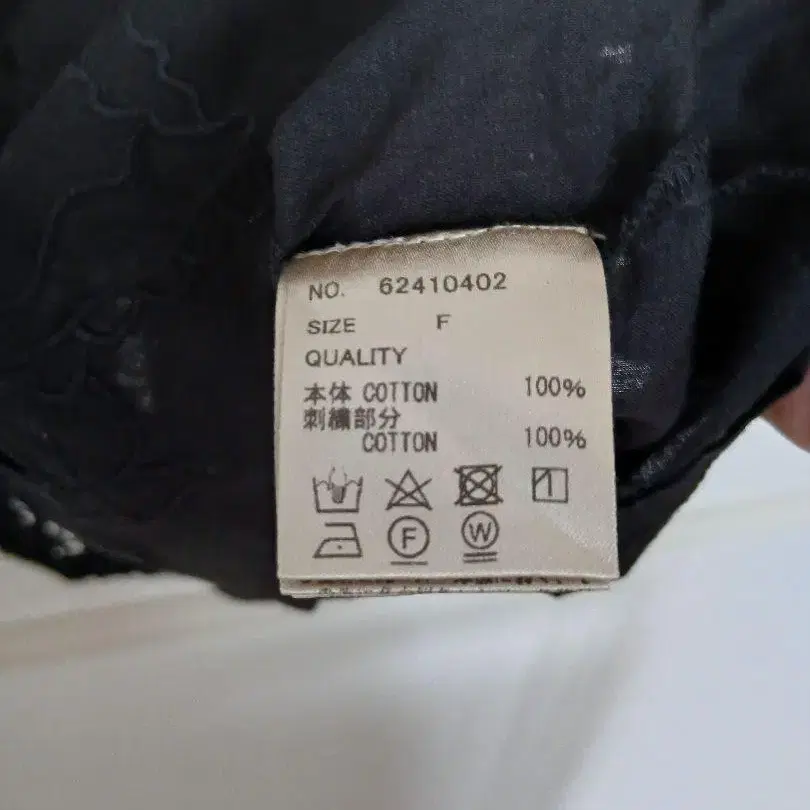 NO. 62410402
SIZE F
QUALITY
本体 COTTON 100%
刺繍部分
COTTON 100%
F W